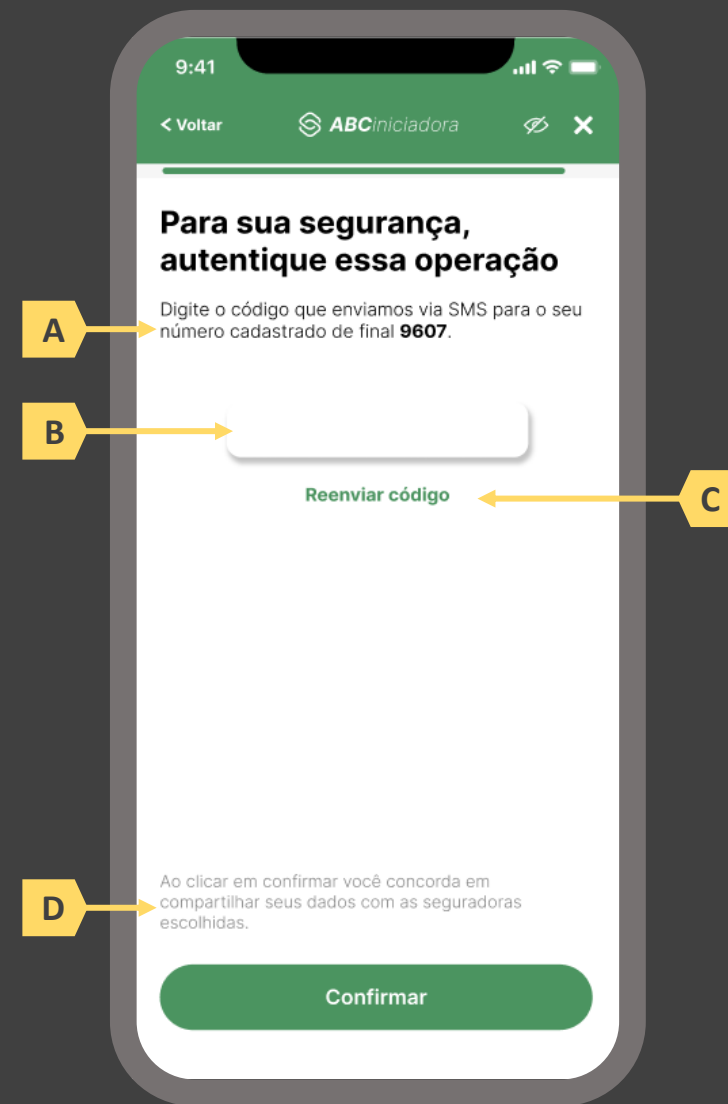 9:41
< Voltar ABCiniciadora
Para sua segurança,
autentique essa operação
Digite o código que enviamos via SMS para o seu
número cadastrado de final 9607.
A
B
Reenviar código
C
Ao clicar em confirmar você concorda em
compartilhar seus dados com as seguradoras
escolhidas.
D
Confirmar